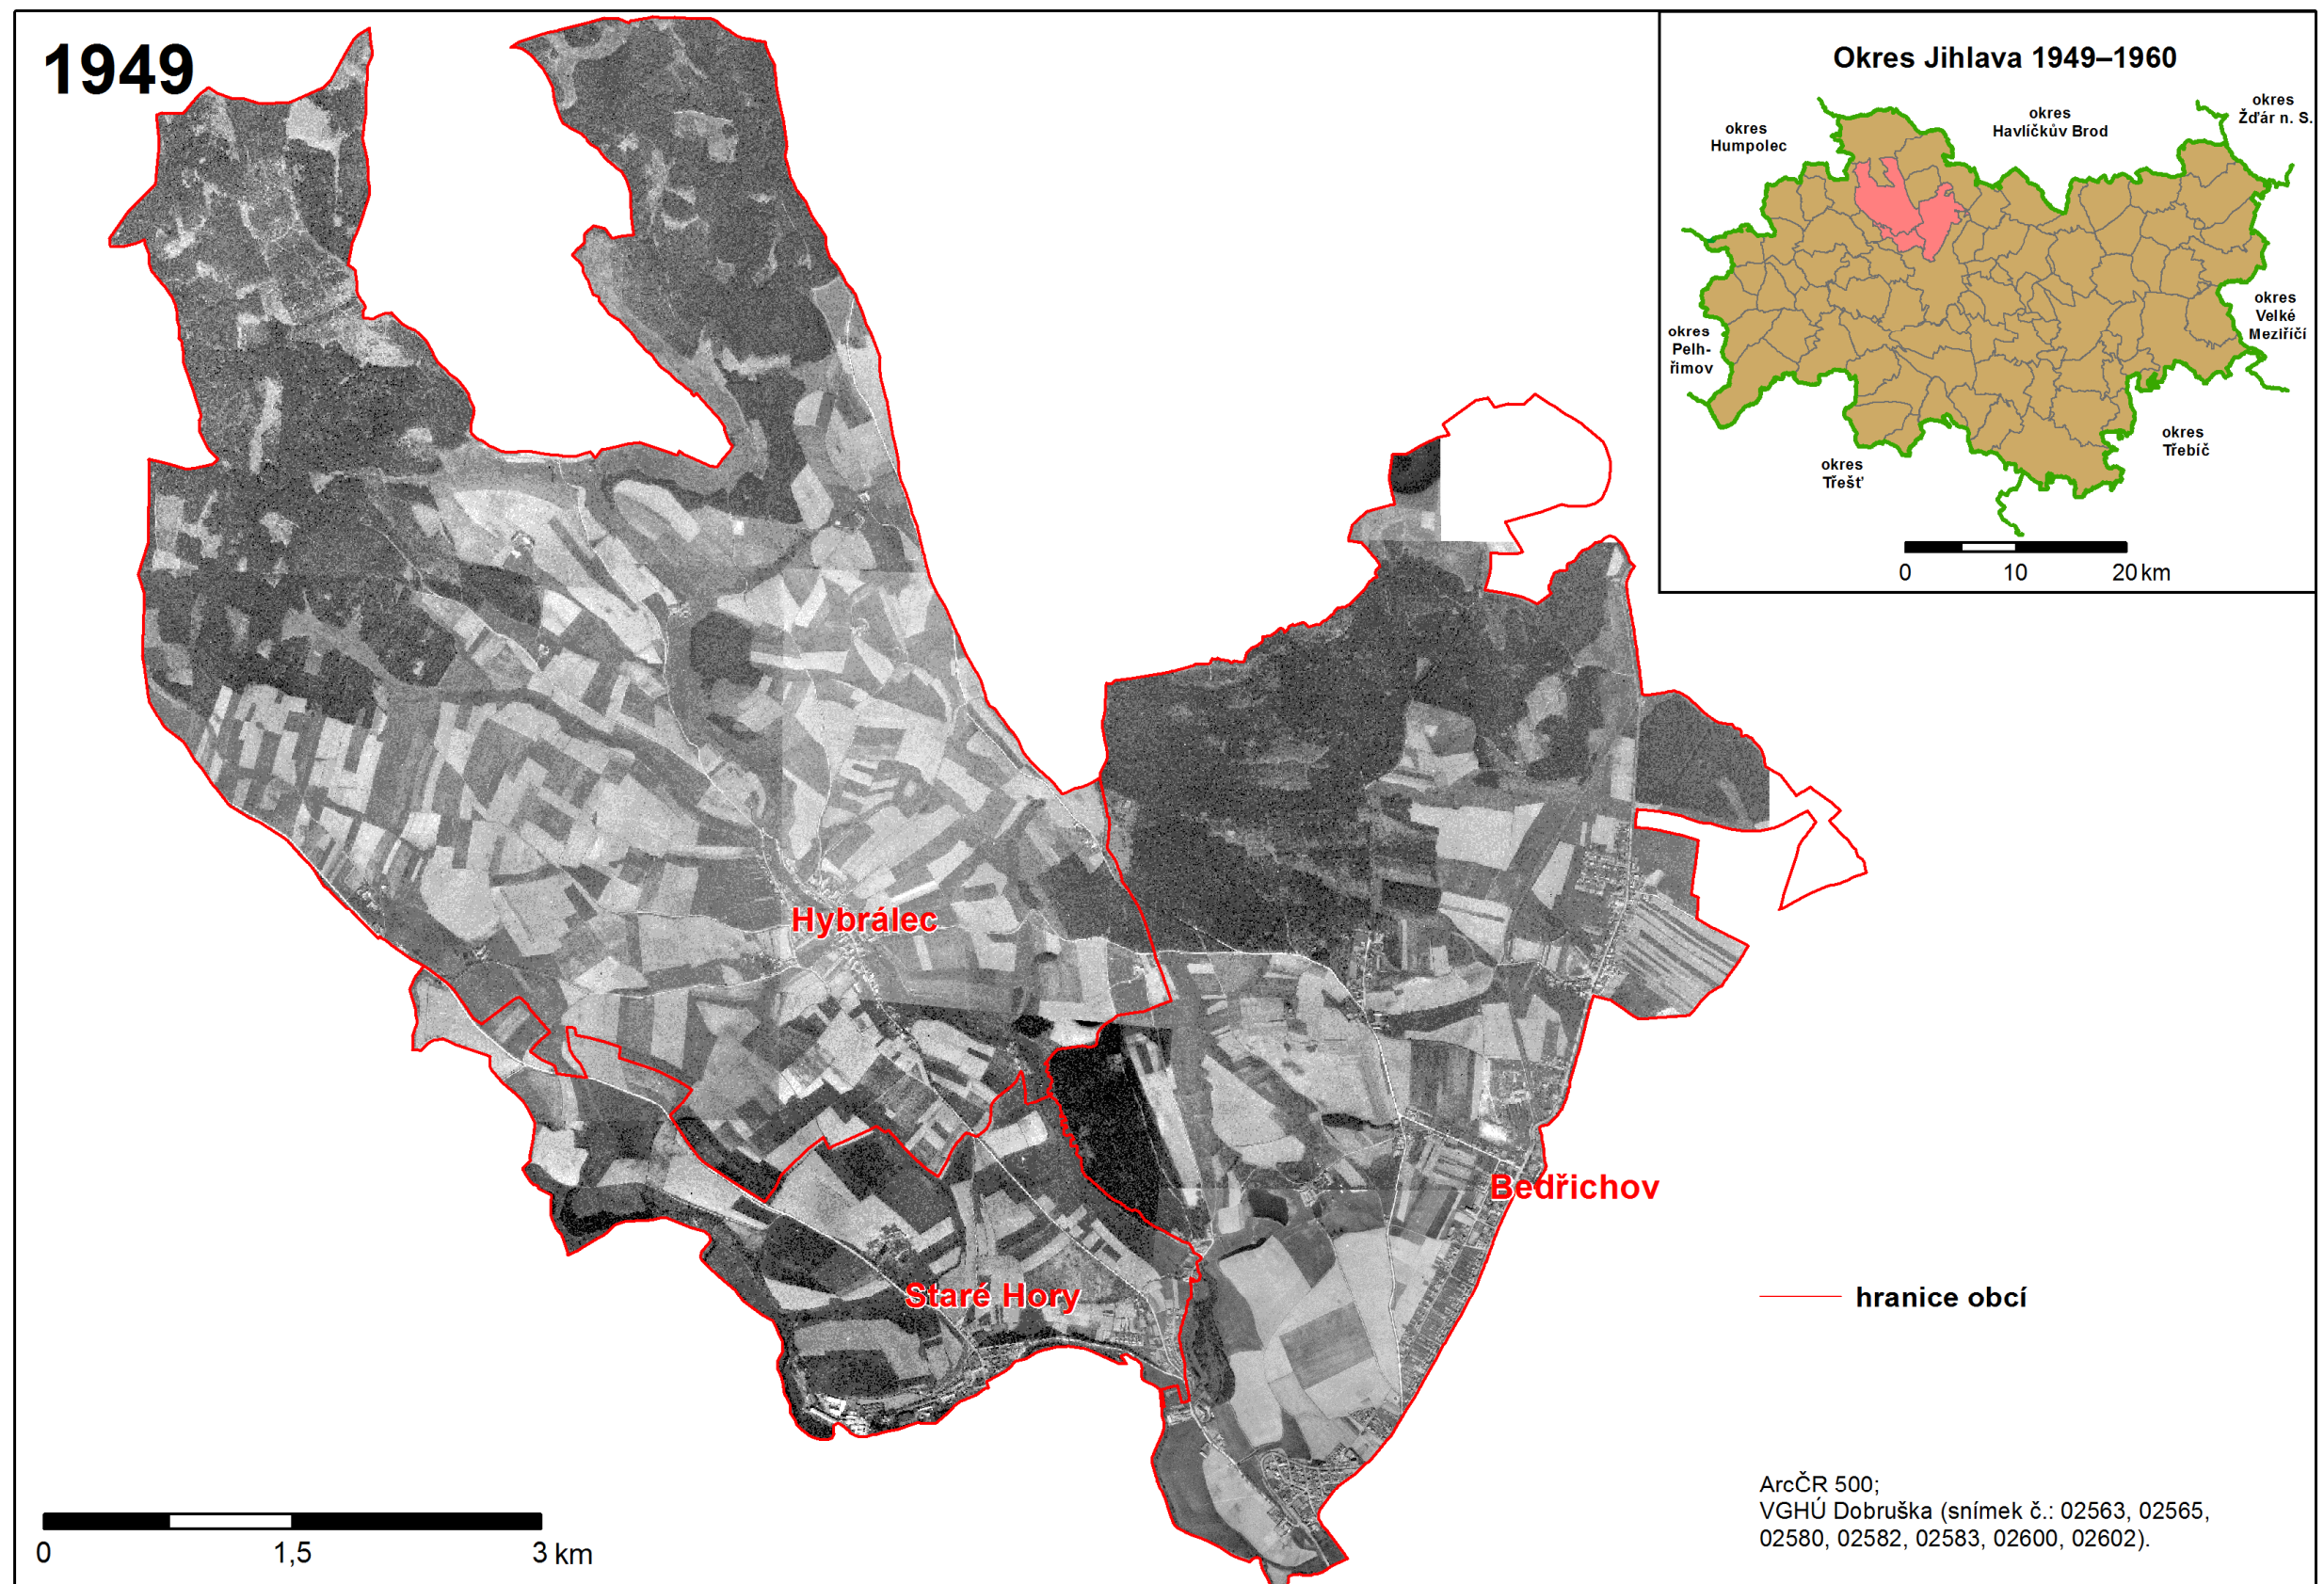 1949
Okres Jihlava 1949–1960
okres
Humpolec
okres
Havlíčkův Brod
okres
Žďár n. S.
okres
Velké
Meziříčí
okres
Pelh-
řimov
okres
Třebíč
okres
Třešť
0 10 20 km
Hybrálec
Bedřichov
Staré Hory
hranice obcí
ArcČR 500;
VGHÚ Dobruška (snímek č.: 02563, 02565,
02580, 02582, 02583, 02600, 02602).
0 1,5 3 km